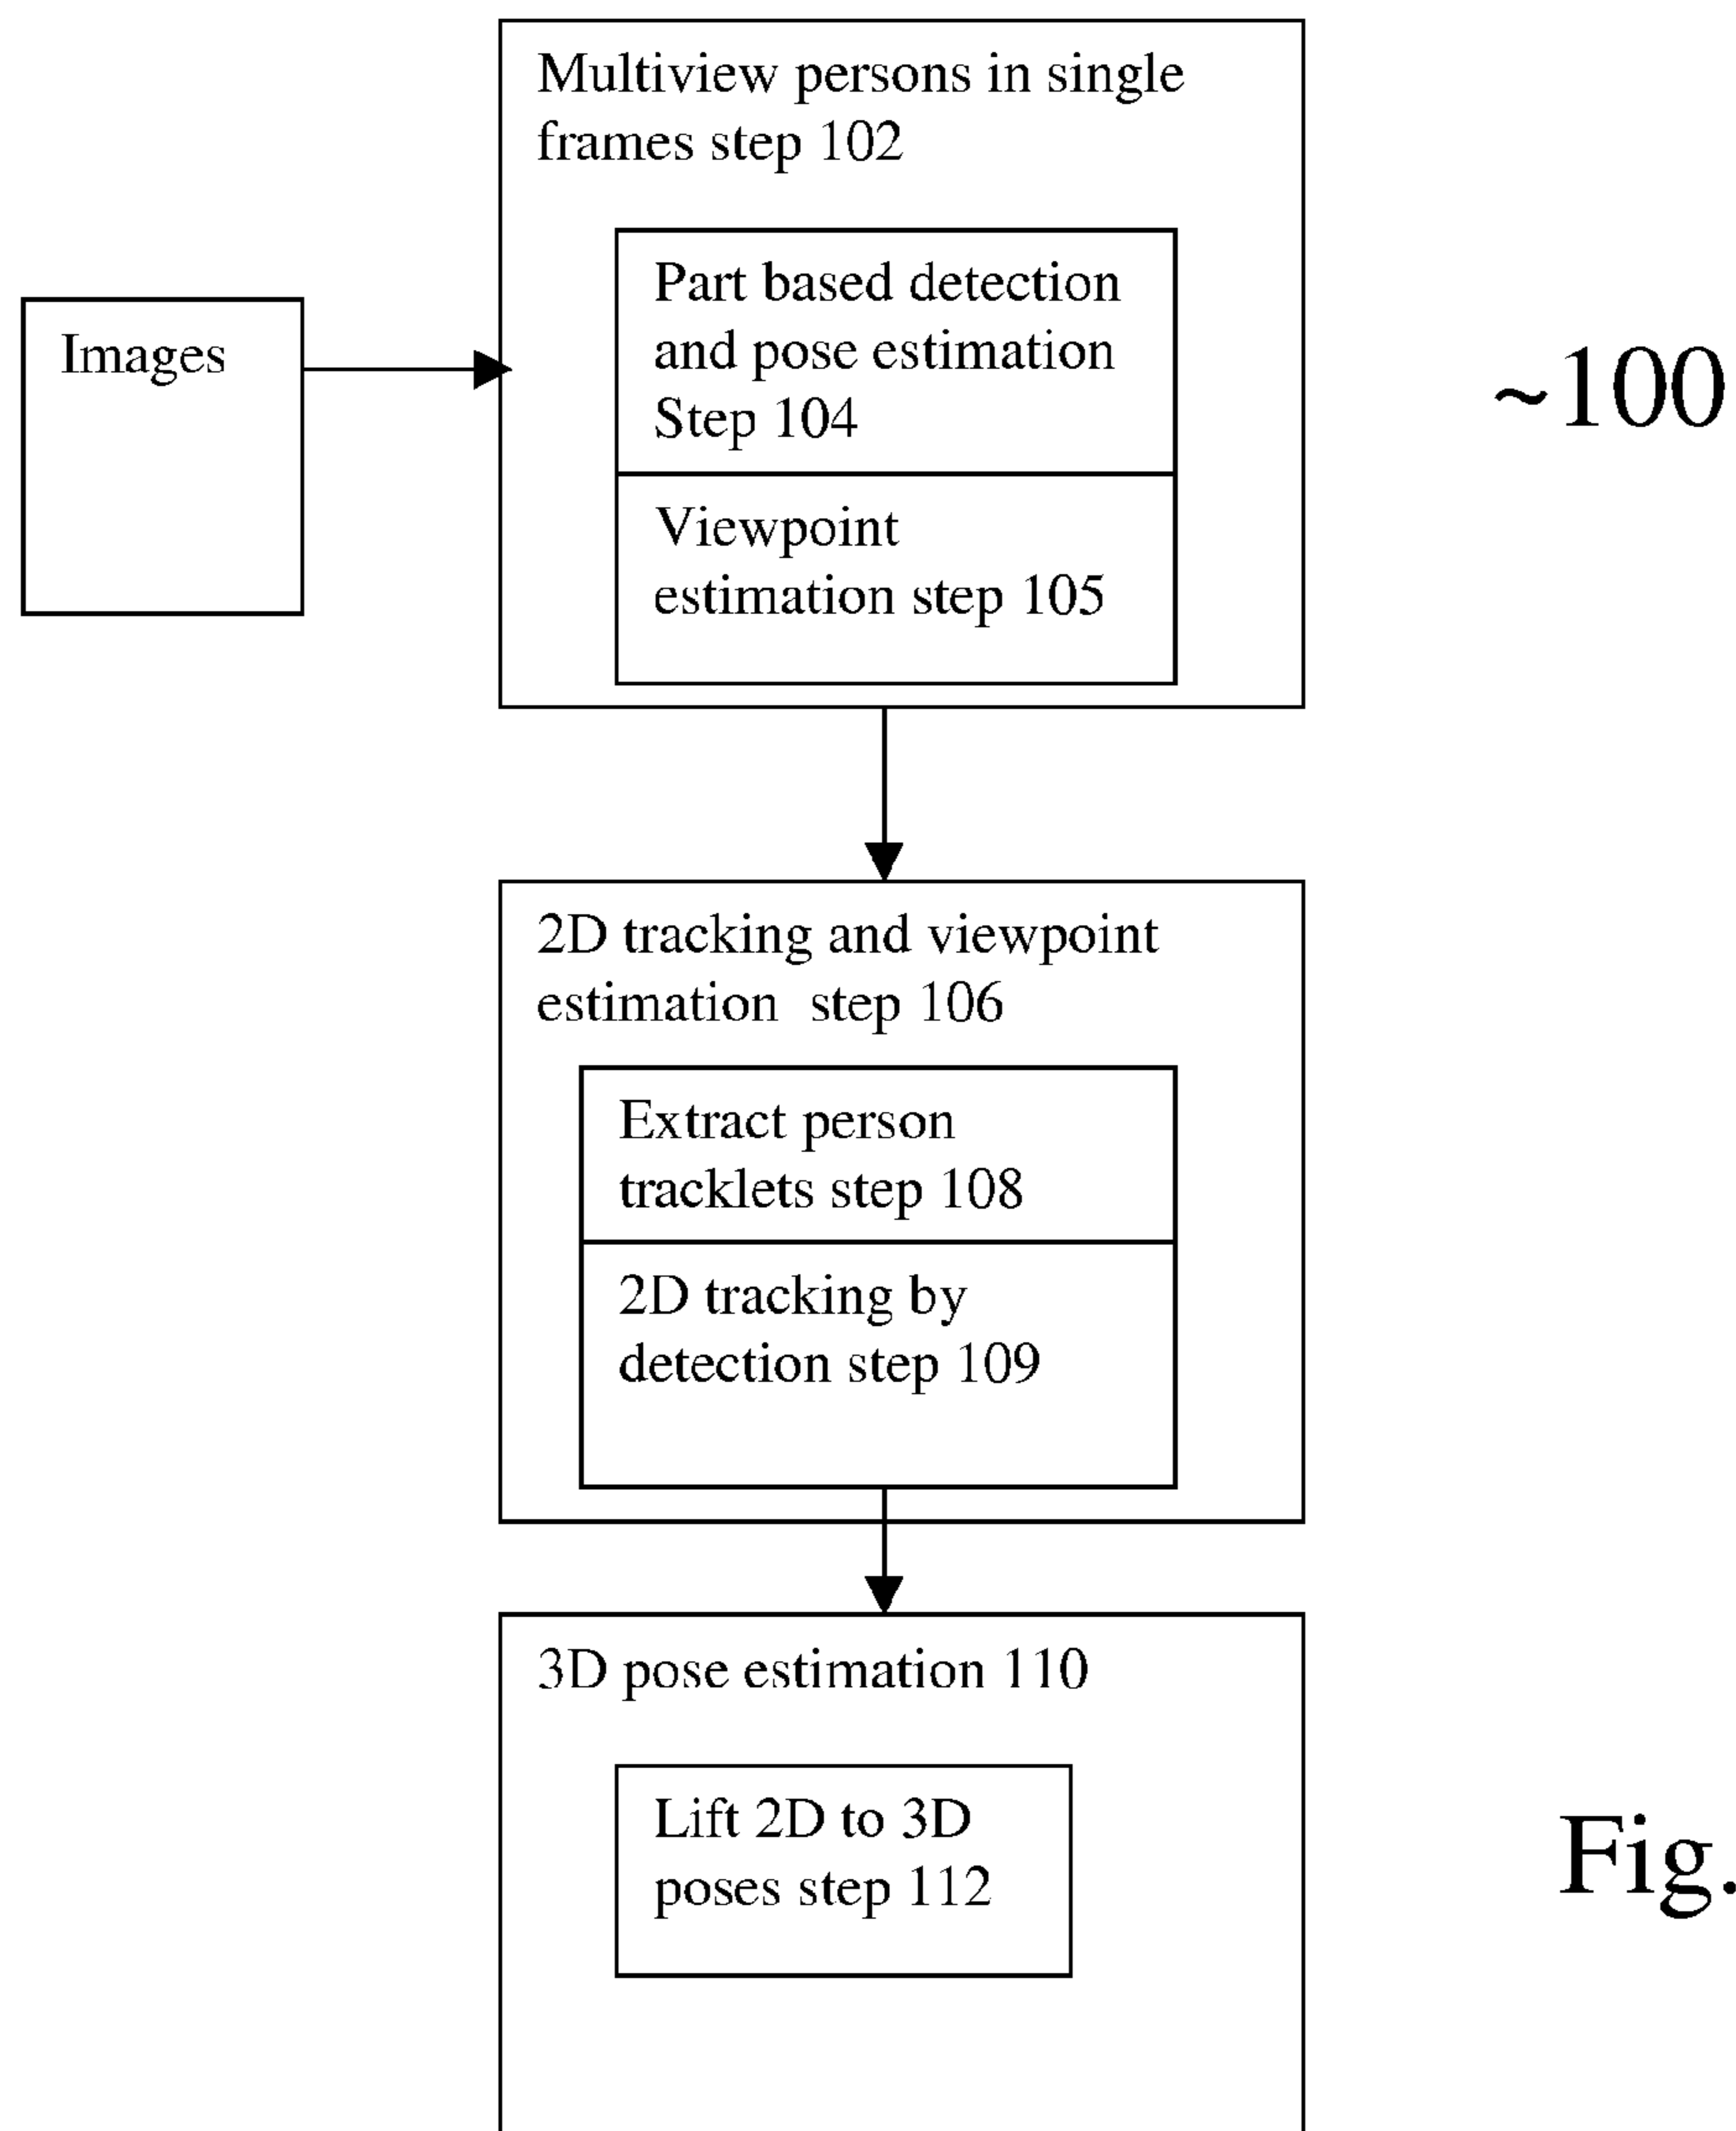 Multiview persons in single
frames step 102
Part based detection
and pose estimation
Step 104
Images
~100
Viewpoint
estimation step 105
2D tracking and viewpoint
estimation  step 106
Extract person
tracklets step 108
2D tracking by
detection step 109
3D pose estimation 110
Lift 2D to 3D
poses step 112
Fig.